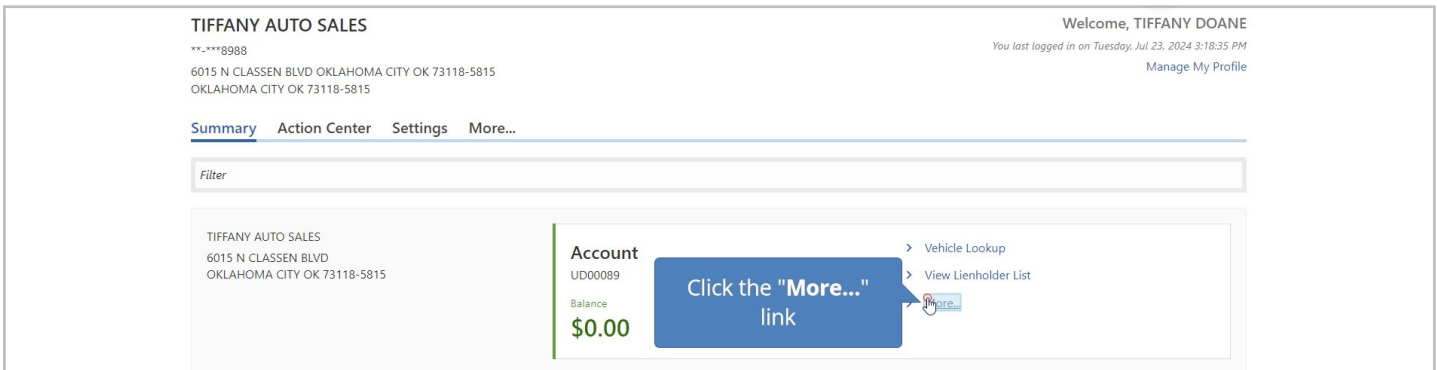 TIFFANY AUTO SALES
**-***8988
6015 N CLASSEN BLVD OKLAHOMA CITY OK 73118-5815
OKLAHOMA CITY OK 73118-5815
Welcome, TIFFANY DOANE
You last logged in on Tuesday, Jul 23, 2024 3:18:35 PM
Manage My Profile
Summary Action Center Settings More...
Filter
TIFFANY AUTO SALES
6015 N CLASSEN BLVD
OKLAHOMA CITY OK 73118-5815
Account
UD00089
Balance
$0.00
Click the "More..."
link
> Vehicle Lookup
> View Lienholder List
> More...